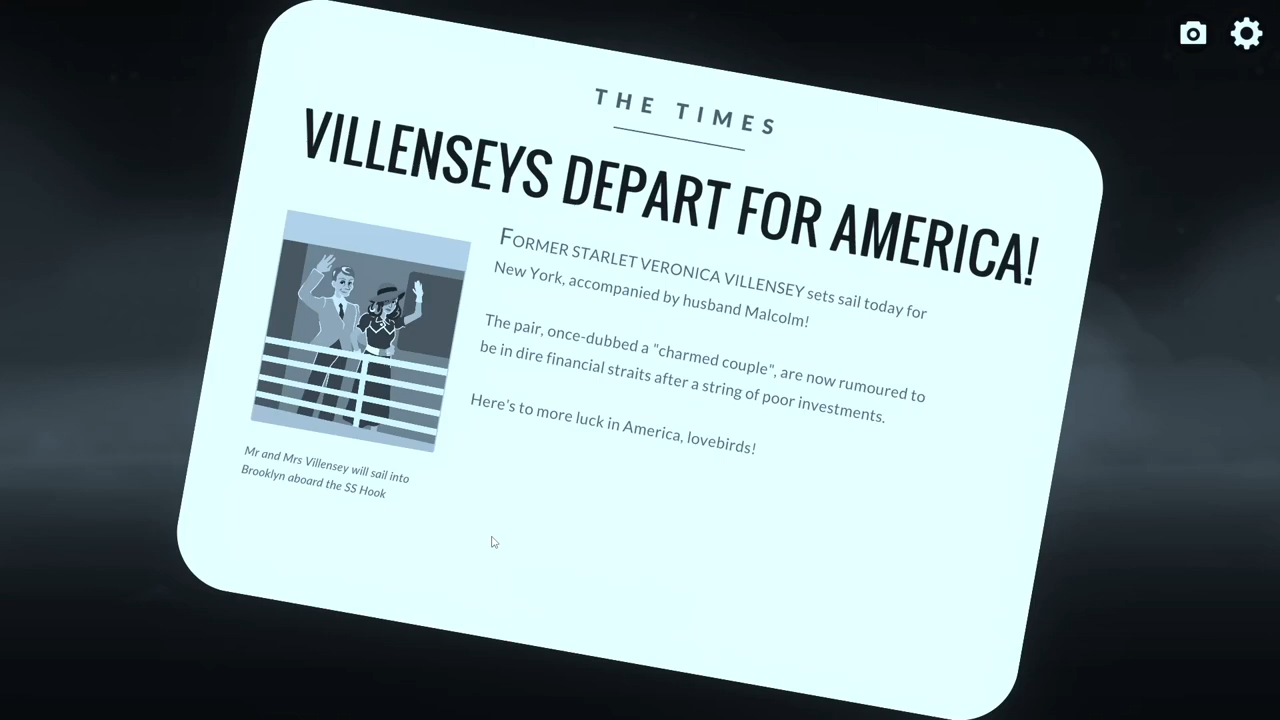 THE TIMES
VILLENSEYS DEPART FOR AMERICA!
FORMER STARLET VERONICA VILLENSEY sets sail today for
New York, accompanied by husband Malcolm!
The pair, once-dubbed a "charmed couple", are now rumoured to
be in dire financial straits after a string of poor investments.
Here's to more luck in America, lovebirds!
Mr and Mrs Villensey will sail into
Brooklyn aboard the SS Hook